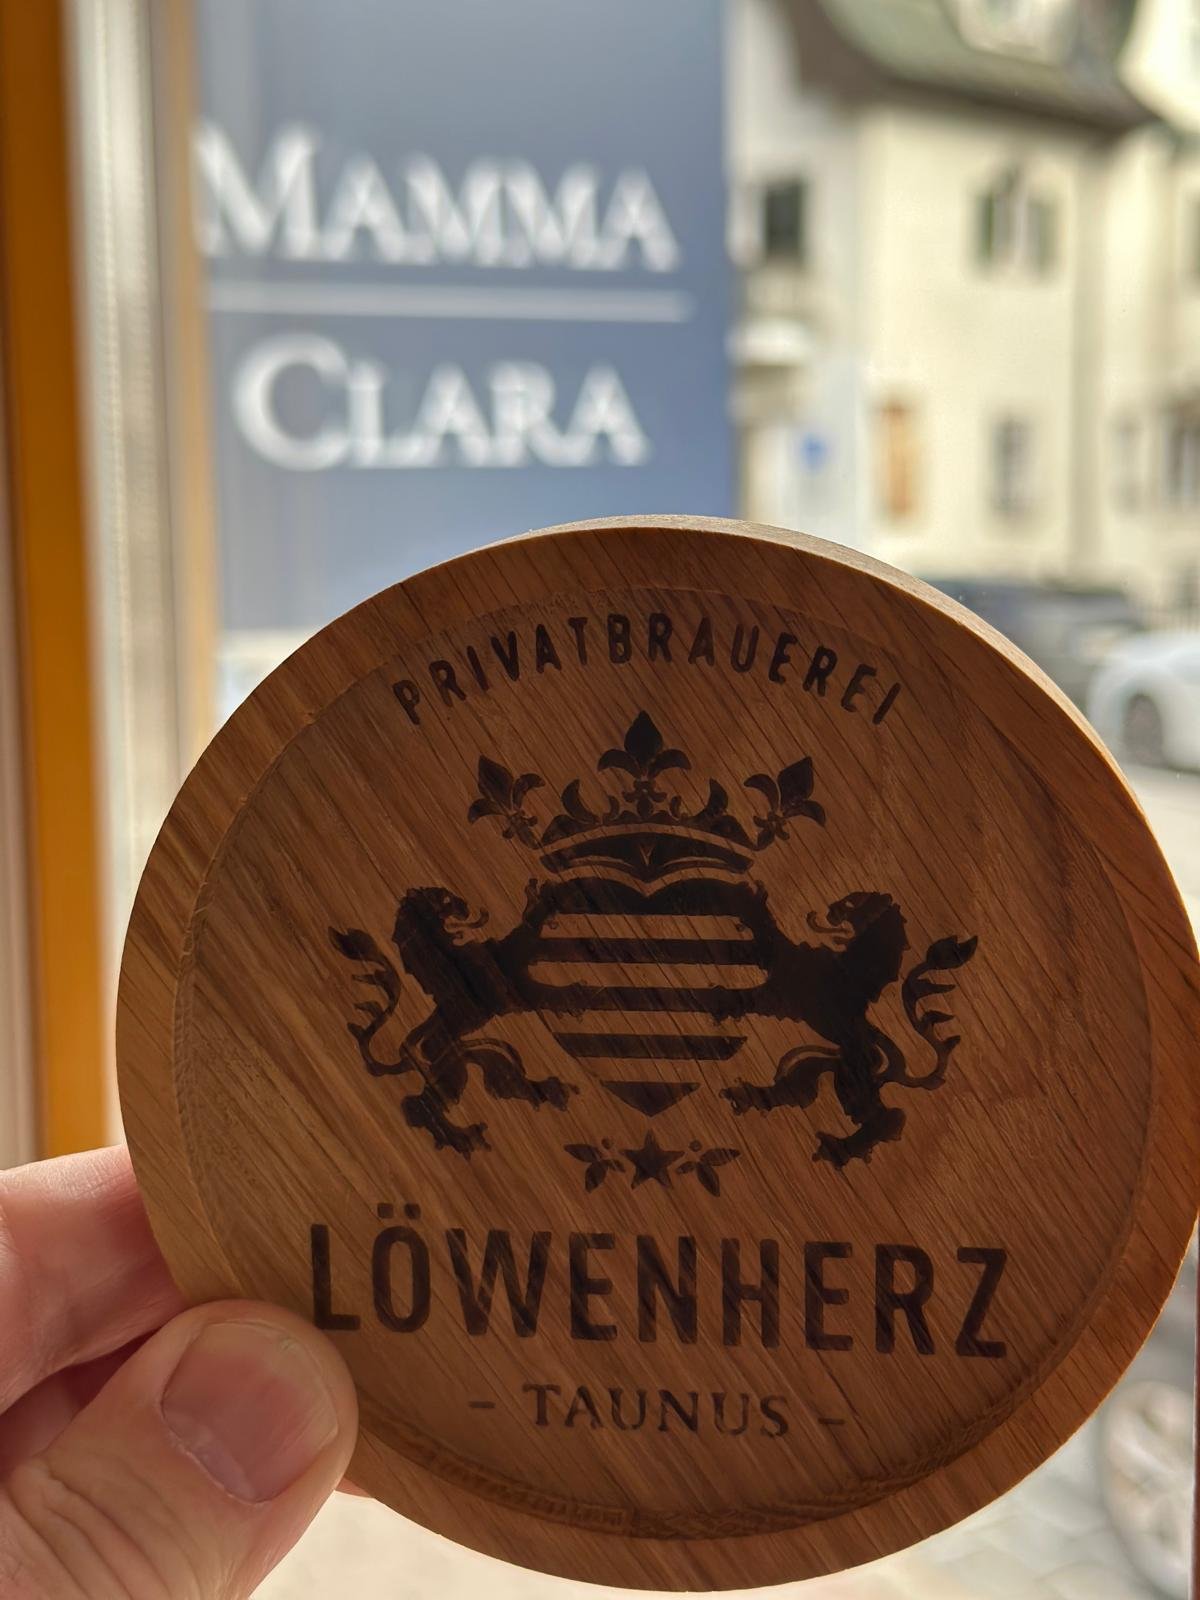 MAMMA
CLARA
PRIVATBRAUEREI
LÖWENHERZ
- TAUNUS -